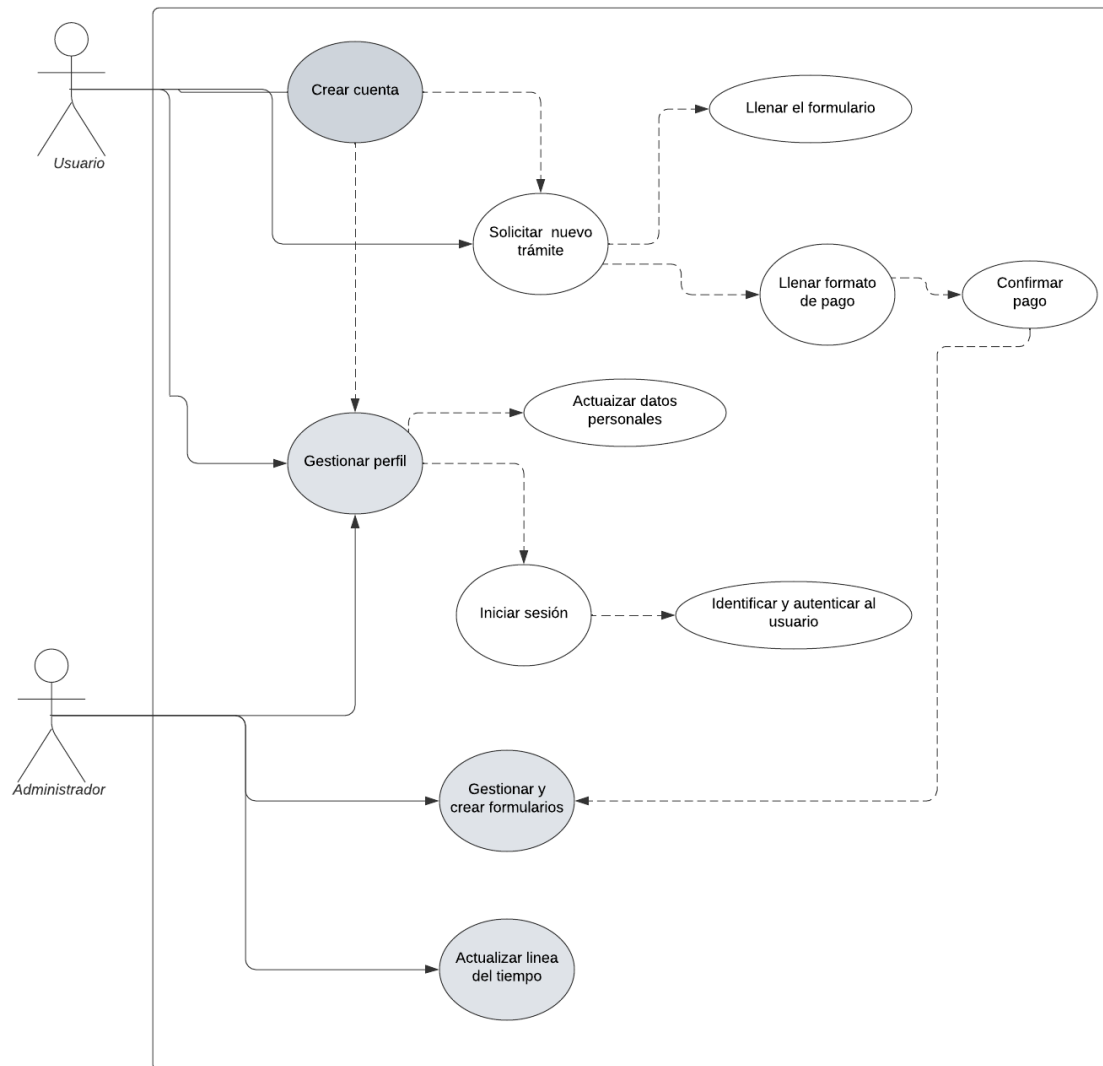 Crear cuenta
Llenar el formulario
Usuario
Solicitar nuevo
trámite
Llenar formato
de pago
Confirmar
pago
Actuaizar datos
personales
Gestionar perfil
Iniciar sesión
Identificar y autenticar al
usuario
Administrador
Gestionar y
crear formularios
Actualizar linea
del tiempo